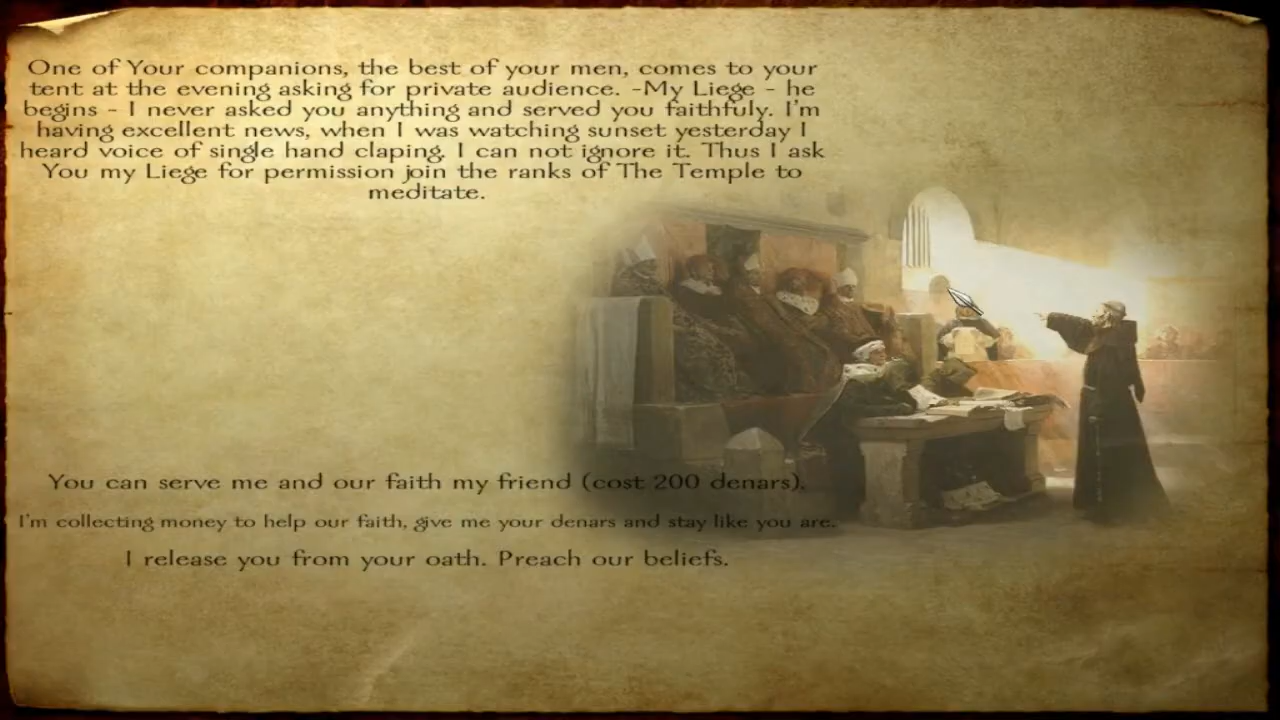 One of Your companions, the best of your men, comes to your
tent at the evening asking for private audience. -My Liege - he
begins - I never asked you anything and served you faithfuly. I'm
having excellent news, when I was watching sunset yesterday I
heard voice of single hand claping. I can not ignore it. Thus I ask
You my Liege for permission join the ranks of The Temple to
meditate.
You can serve me and our faith my friend (cost 200 denars).
I'm collecting money to help our faith, give me your denars and stay like you are.
I release you from your oath. Preach our beliefs.